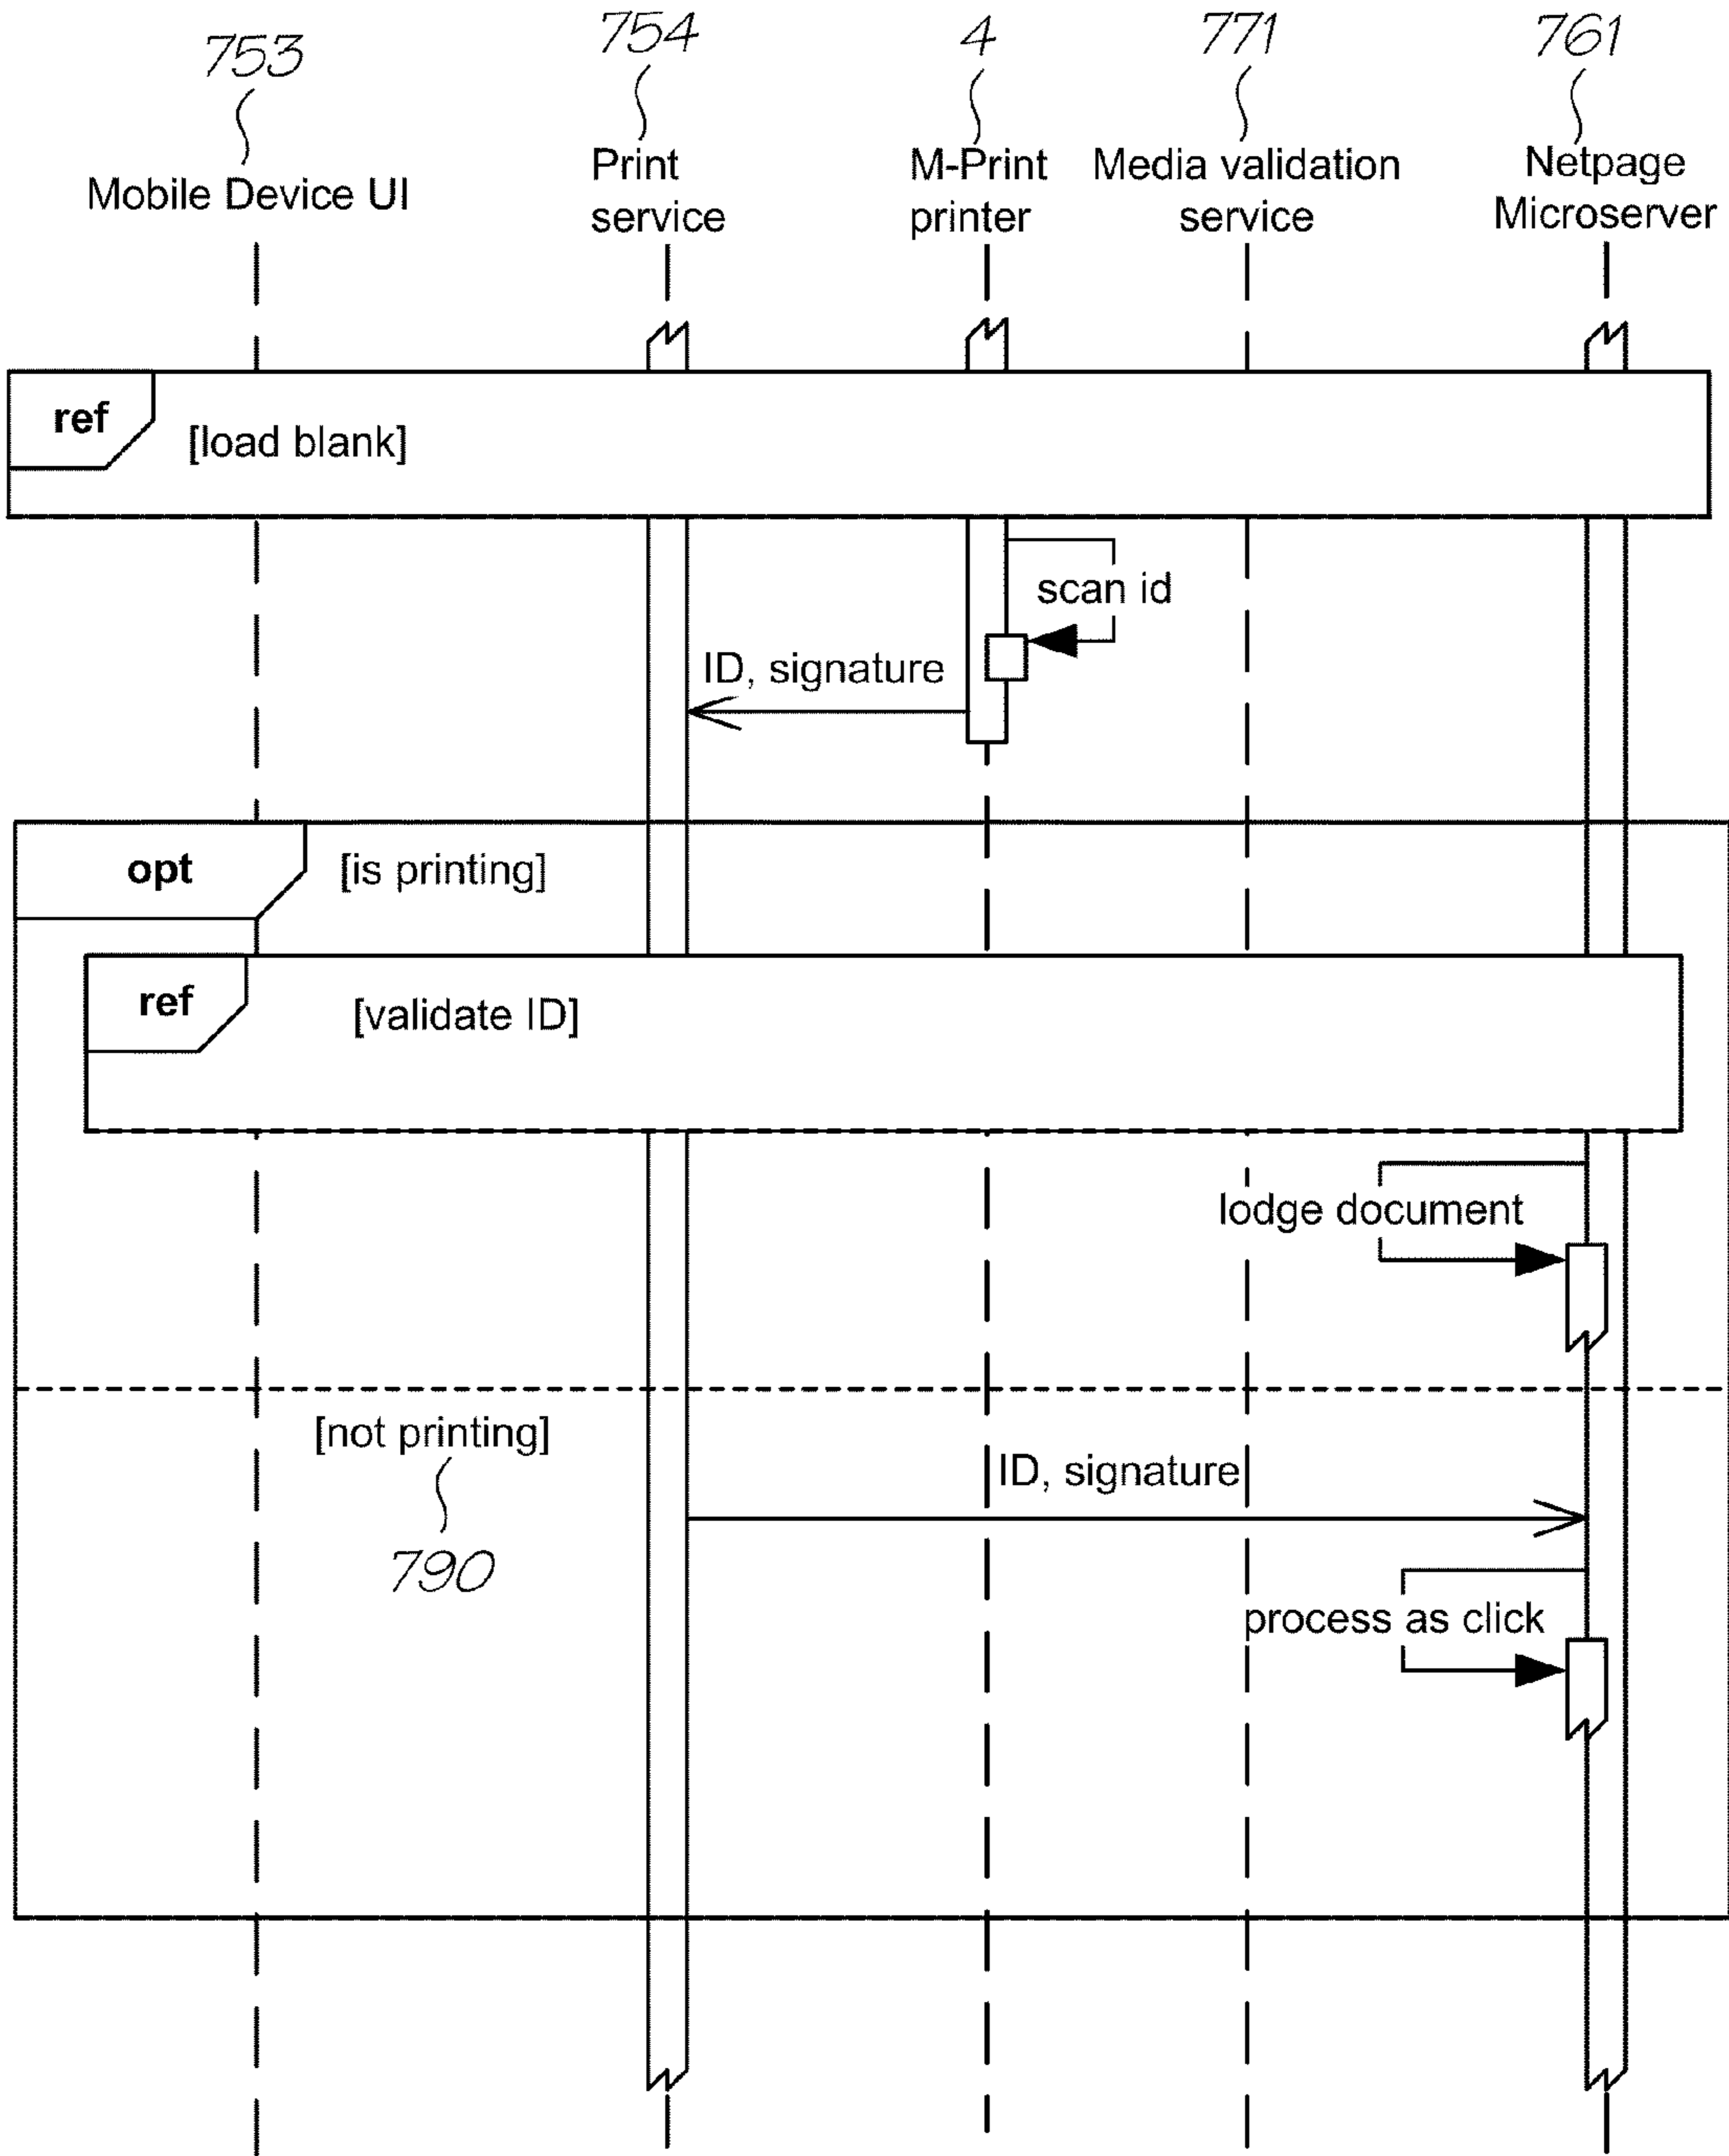 753
754
4
771
761
Mobile Device UI
Print
service
M-Print
printer
Media validation
service
Netpage
Microserver
ref
[load blank]
scan id
ID, signature
opt
[is printing]
ref
[validate ID]
lodge document
[not printing]
790
ID, signature
process as click